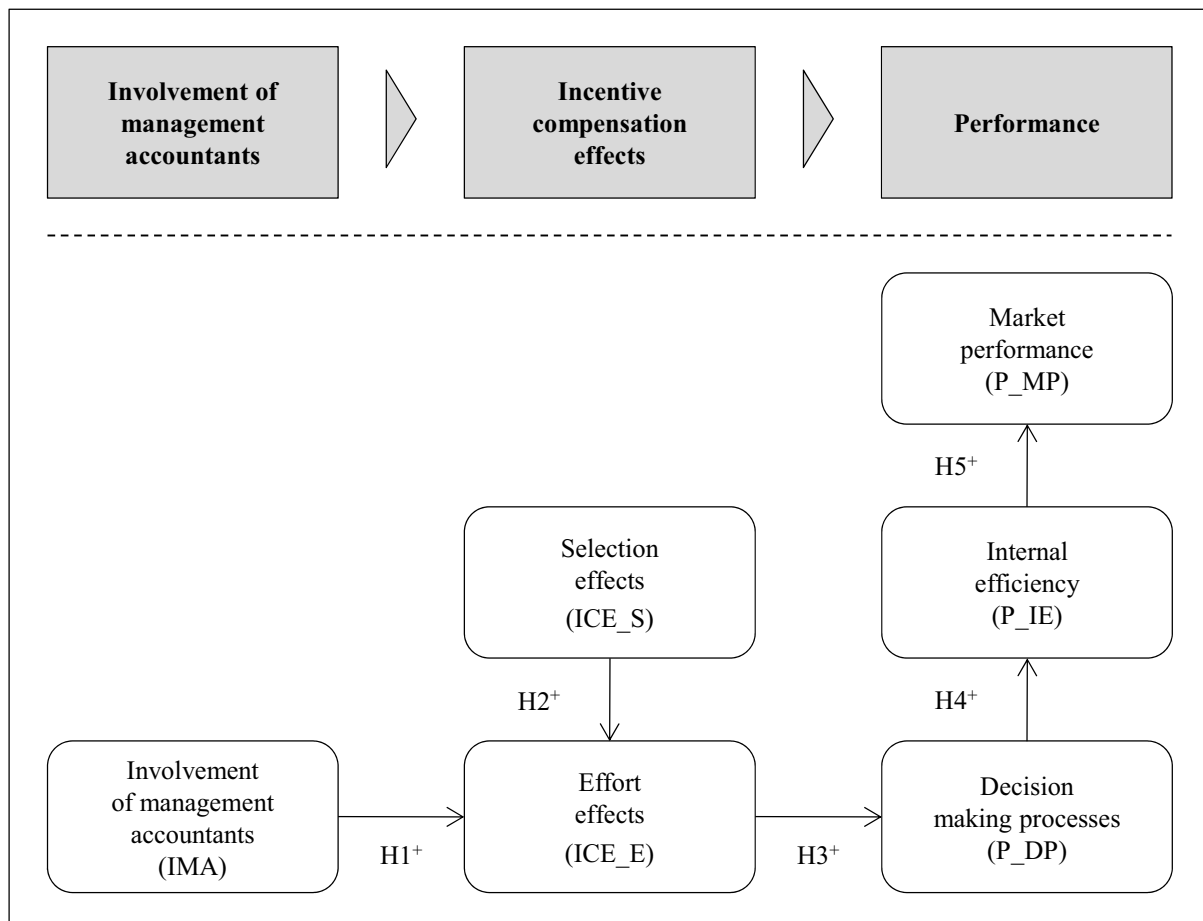 Involvement of
management
accountants
Incentive
compensation
effects
Performance
Market
performance
(P_MP)
H5+
Selection
effects
(ICE_S)
Internal
efficiency
(P_IE)
H2+
H4+
Involvement
of management
accountants
(IMA)
Effort
effects
(ICE_E)
Decision
making processes
(P_DP)
H1+
H3+